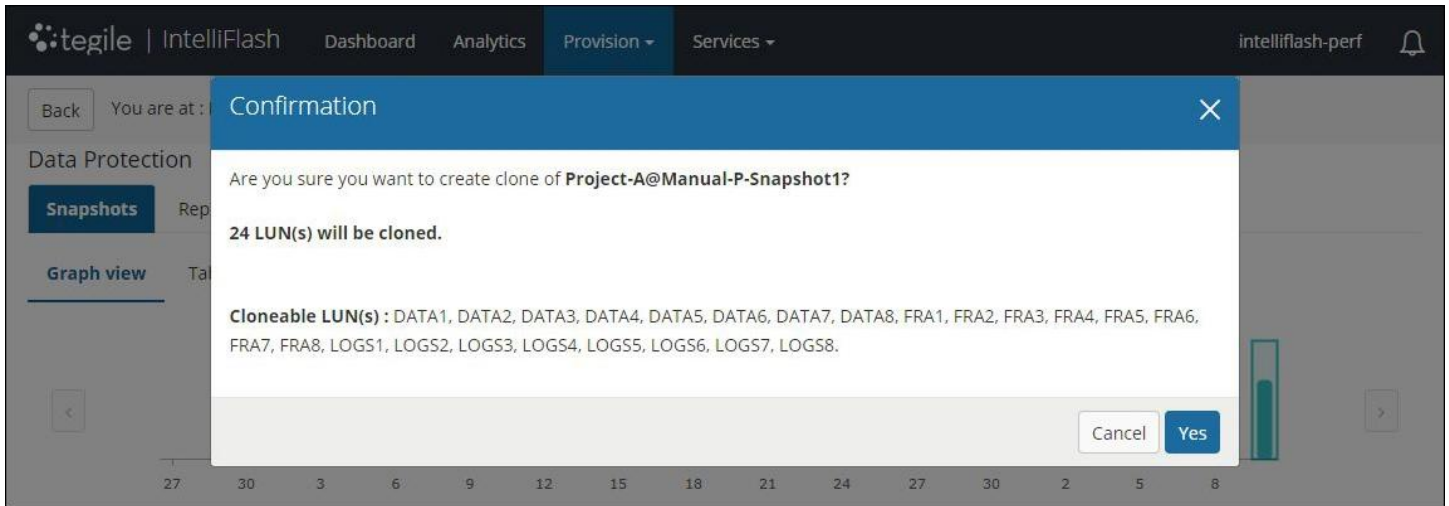 tegile | IntelliFlash Dashboard Analytics Provision Services intelliflash-perf
Back You are at :
Confirmation
Data Protection
Are you sure you want to create clone of Project-A@Manual-P-Snapshot1?
Snapshots Rep
24 LUN(s) will be cloned.
Graph view Tal
Cloneable LUN(s) : DATA1, DATA2, DATA3, DATA4, DATA5, DATA6, DATA7, DATA8, FRA1, FRA2, FRA3, FRA4, FRA5, FRA6,
FRA7, FRA8, LOGS1, LOGS2, LOGS3, LOGS4, LOGS5, LOGS6, LOGS7, LOGS8.
Cancel Yes
27 30 3 6 9 12 15 18 21 24 27 30 2 5 8